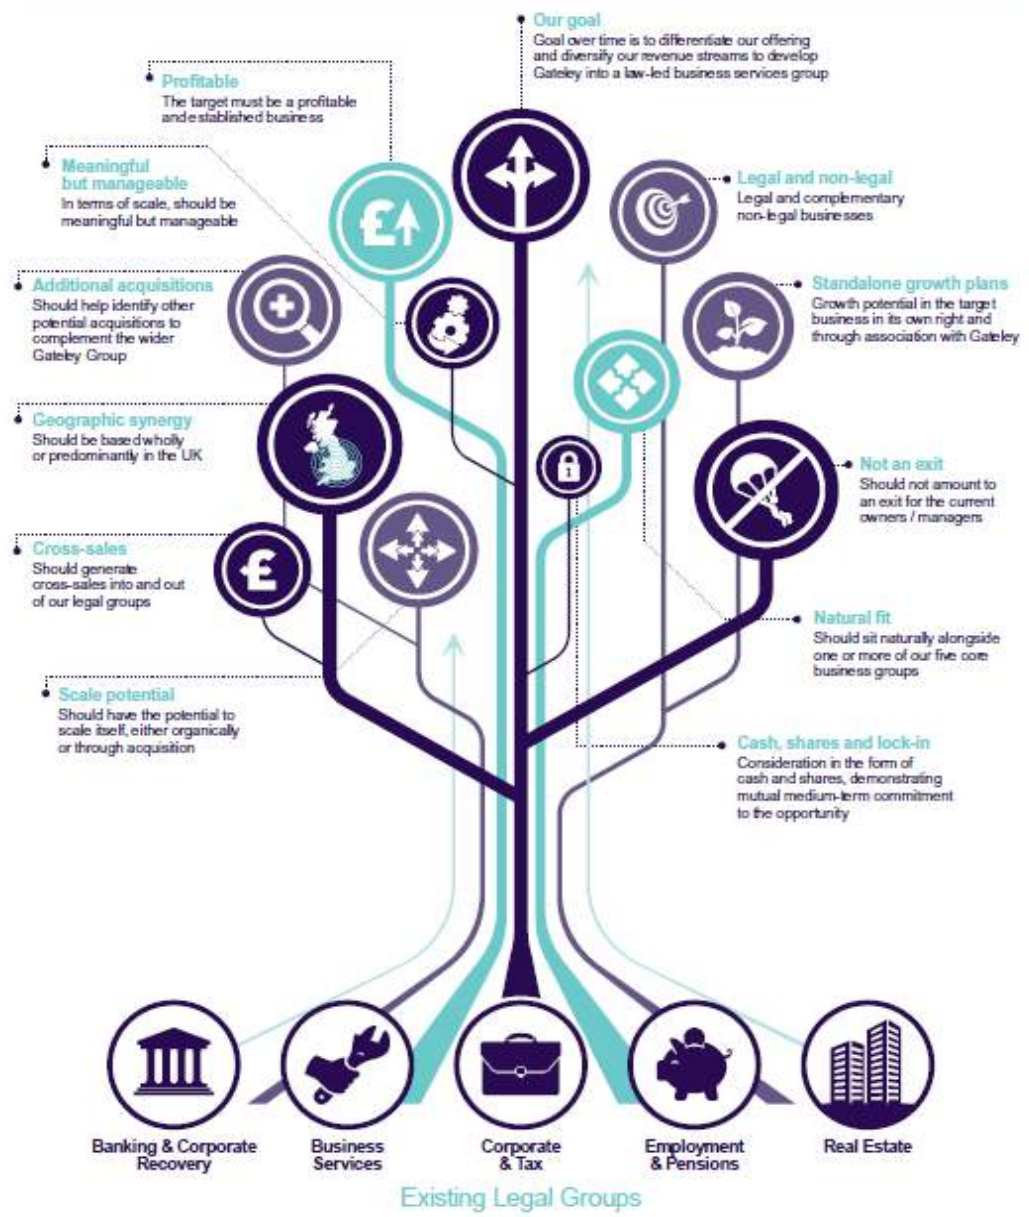 Our goal
Goal over time is to differentiate our offering
and diversify our revenue streams to develop
Gateley into a law-led business services group
Profitable
The target must be a profitable
and established business
Meaningful
but manageable
In terms of scale, should be
meaningful but manageable
Legal and non-legal
Legal and complementary
non-legal businesses
Additional acquisitions
Should help identify other
potential acquisitions to
complement the wider
Gateley Group
Standalone growth plans
Growth potential in the target
business in its own right and
through association with Gateley
Geographic synergy
Should be based wholly
or predominantly in the UK
Not an exit
Should not amount to
an exit for the current
owners / managers
Cross-sales
Should generate
cross-sales into and out
of our legal groups
£
£
Natural fit
Should sit naturally alongside
one or more of our five core
business groups
Scale potential
Should have the potential to
scale itself, either organically
or through acquisition
Cash, shares and lock-in
Consideration in the form of
cash and shares, demonstrating
mutual medium-term commitment
to the opportunity
Banking & Corporate
Recovery
Business
Services
Corporate
& Tax
Employment
& Pensions
Real Estate
Existing Legal Groups